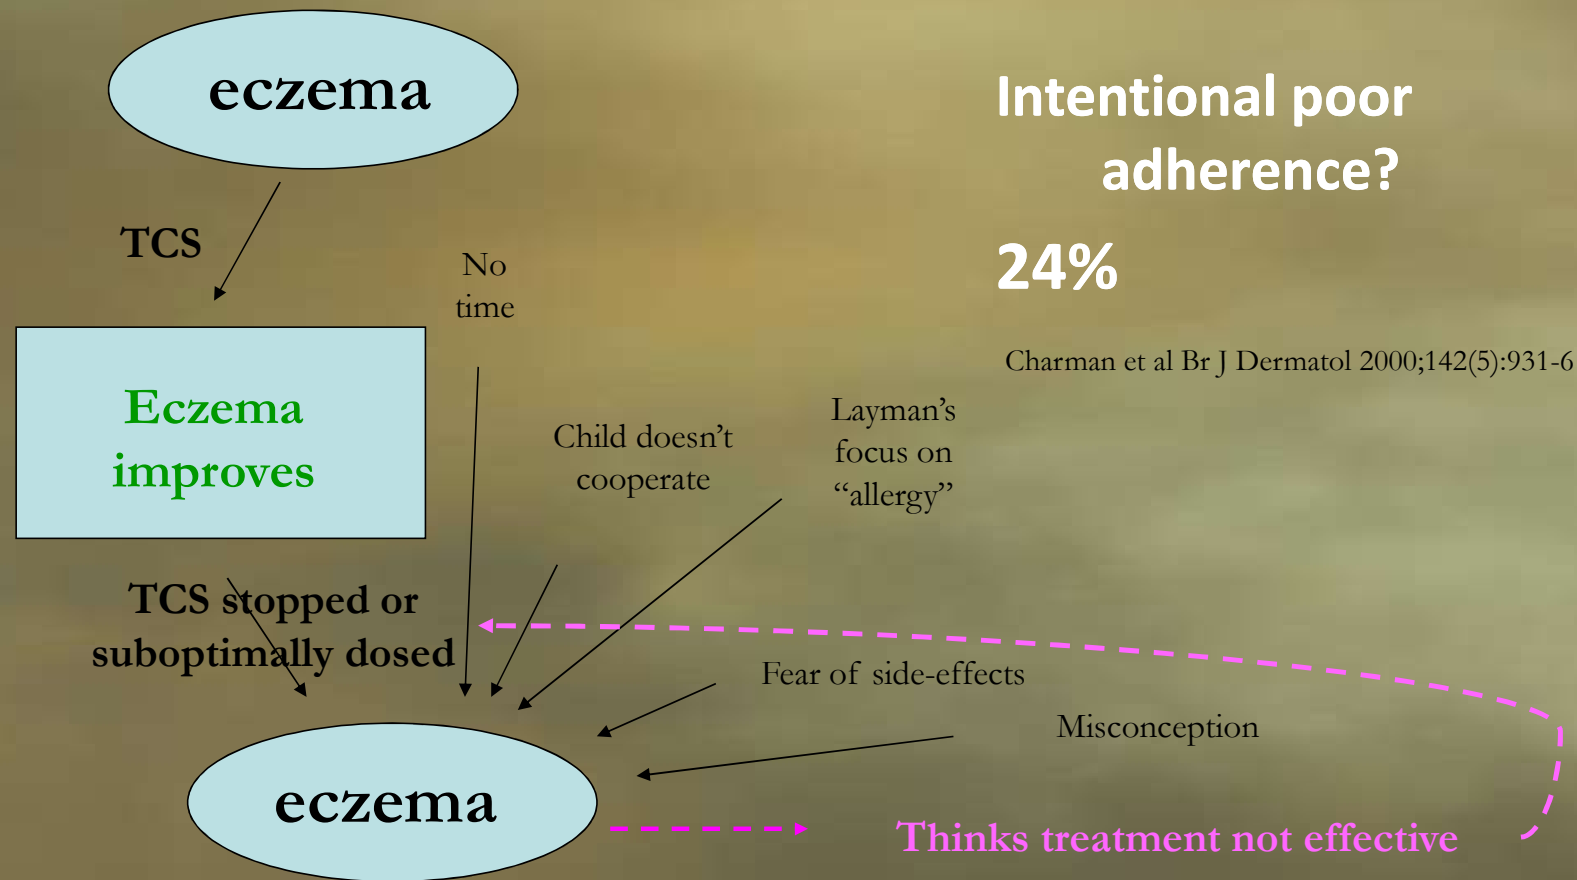 eczema
Intentional poor
adherence?
TCS
No
time
24%
Charman et al Br J Dermatol 2000;142(5):931-6
Eczema
improves
Child doesn’t
cooperate
Layman’s
focus on
“allergy”
TCS stopped or
suboptimally dosed
Fear of side-effects
Misconception
eczema
Thinks treatment not effective